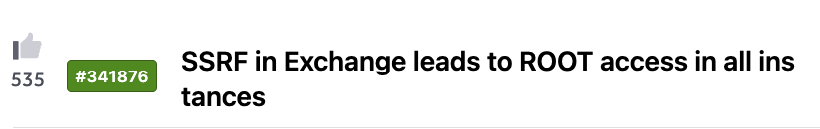 535
#341876
SSRF in Exchange leads to ROOT access in all ins
tances